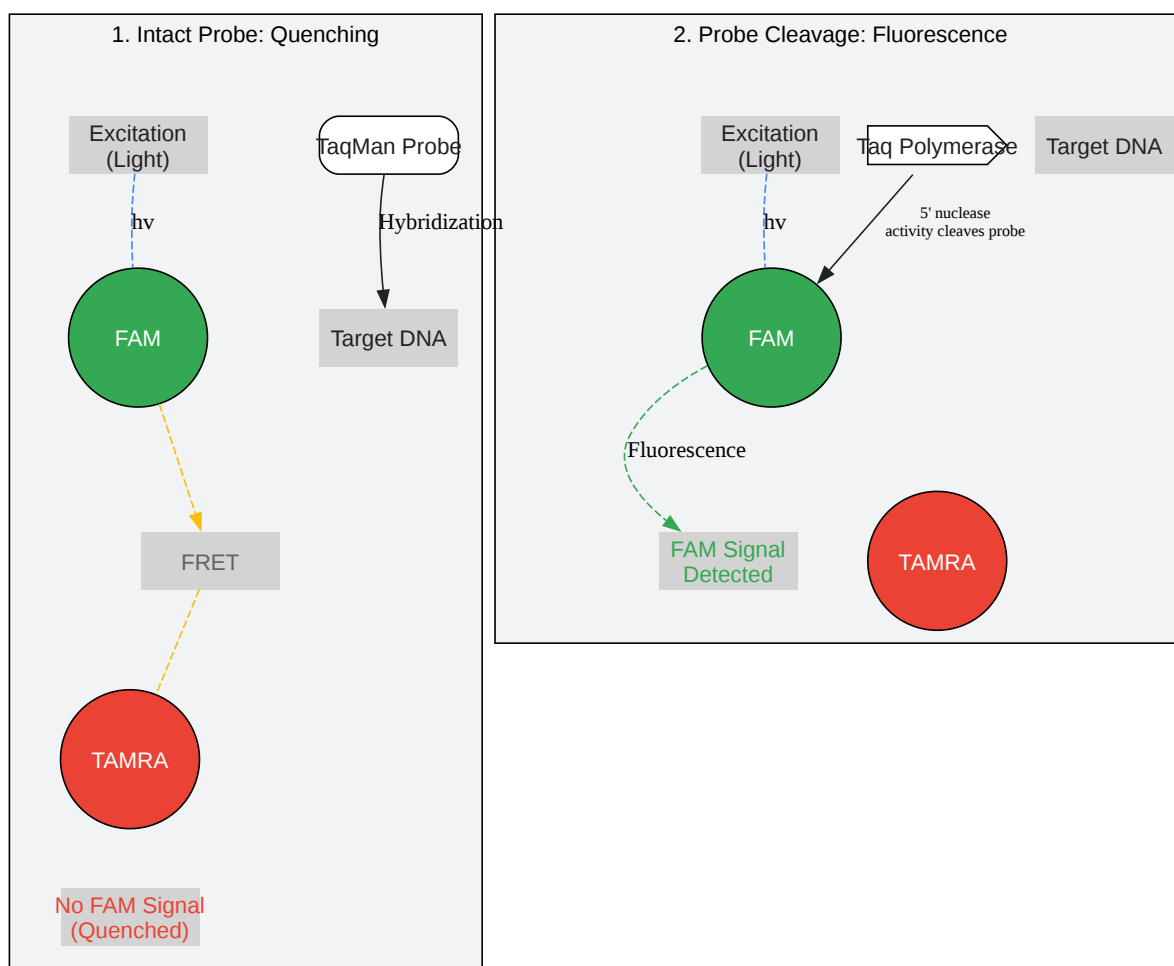 1. Intact Probe: Quenching
Excitation
(Light)
TaqMan Probe
hv
Hybridization
FAM
Target DNA
FRET
TAMRA
No FAM Signal
(Quenched)
2. Probe Cleavage: Fluorescence
Excitation
(Light)
Taq Polymerase
Target DNA
hv
5' nuclease
activity cleaves probe
FAM
Fluorescence
FAM Signal
Detected
TAMRA